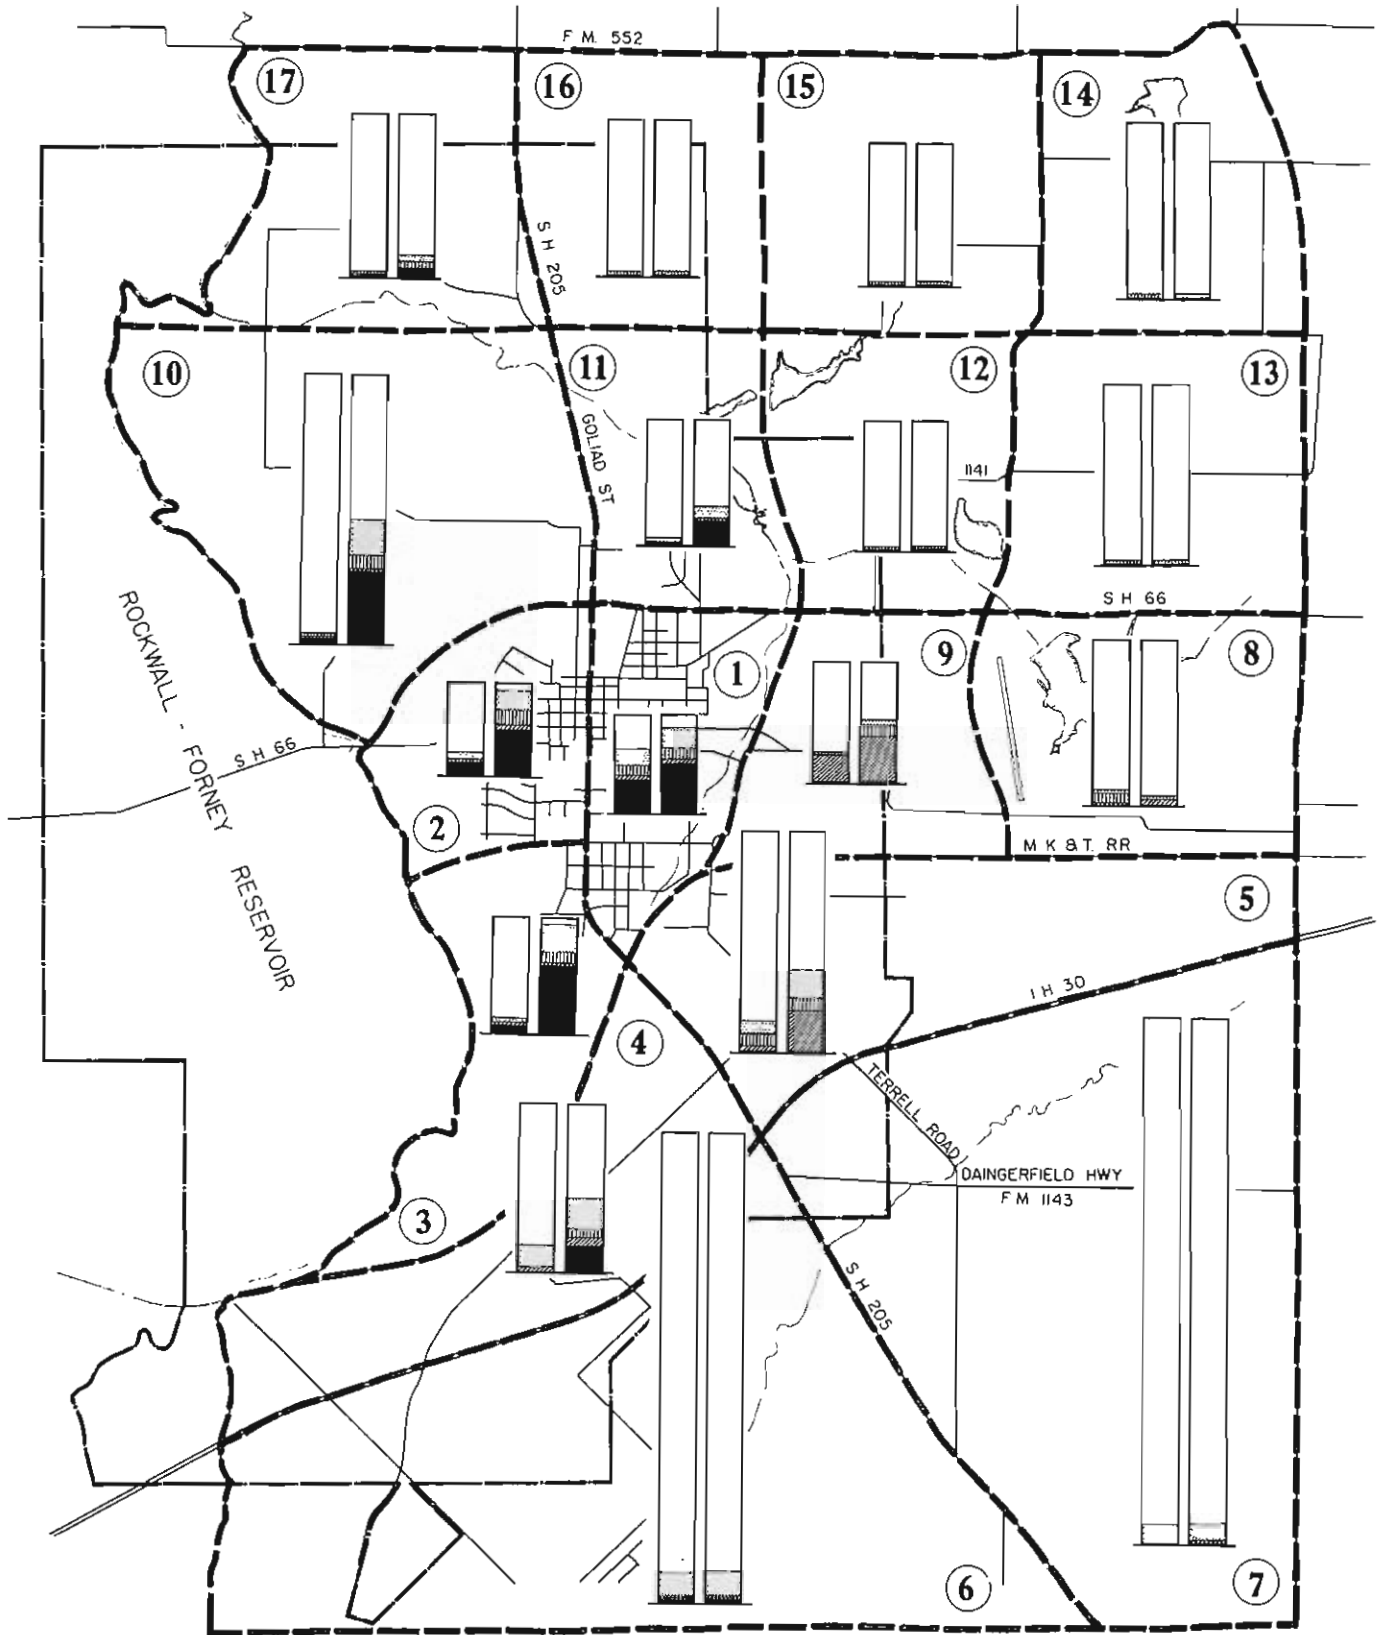 F M. 552
17
16
15
14
S H 205
10
11
12
13
GOLIAD ST
1141
S H 66
ROCKWALL - FORNEY RESERVOIR
1
9
8
S H 66
2
M K & T. RR
5
I H 30
4
TERRELL ROAD
DAINGERFIELD HWY
F M 1143
3
S H 205
6
7